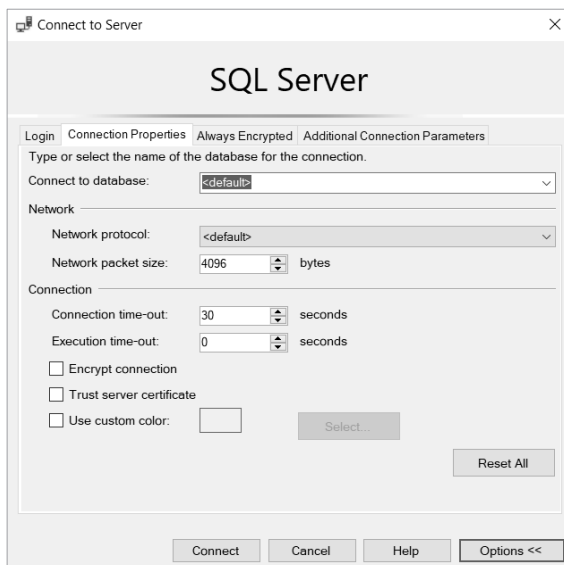 Connect to Server
SQL Server
Login Connection Properties Always Encrypted Additional Connection Parameters
Type or select the name of the database for the connection.
Connect to database: <default>
Network
Network protocol: <default>
Network packet size: 4096 bytes
Connection
Connection time-out: 30 seconds
Execution time-out: 0 seconds
Encrypt connection
Trust server certificate
Use custom color: Select...
Reset All
Connect Cancel Help Options <<